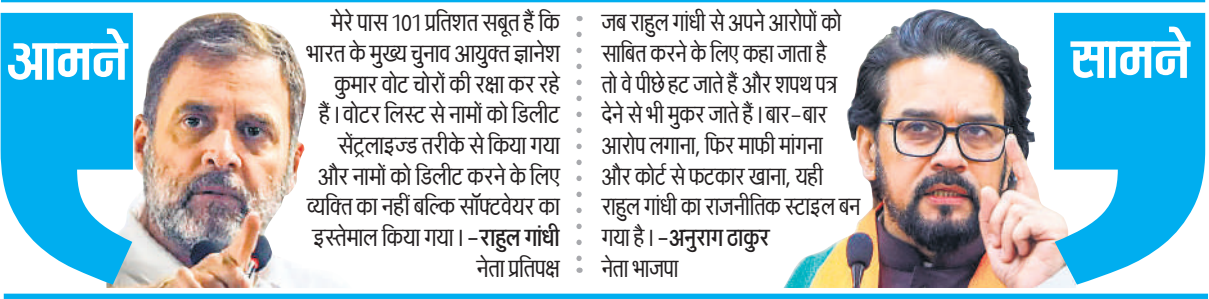 आमने
मेरे पास 101 प्रतिशत सबूत हैं कि
भारत के मुख्य चुनाव आयुक्त ज्ञानेश
कुमार वोट चोरों की रक्षा कर रहे
हैं। वोटर लिस्ट से नामों को डिलीट
सेंट्रलाइज्ड तरीके से किया गया
और नामों को डिलीट करने के लिए
व्यक्ति का नहीं बल्कि सॉफ्टवेयर का
इस्तेमाल किया गया। -राहुल गांधी
नेता प्रतिपक्ष
जब राहुल गांधी से अपने आरोपों को
साबित करने के लिए कहा जाता है
तो वे पीछे हट जाते हैं और शपथ पत्र
देने से भी मुकर जाते हैं। बार-बार
आरोप लगाना, फिर माफी मांगना
और कोर्ट से फटकार खाना, यही
राहुल गांधी का राजनीतिक स्टाइल बन
गया है। -अनुराग ठाकुर
नेता भाजपा
सामने